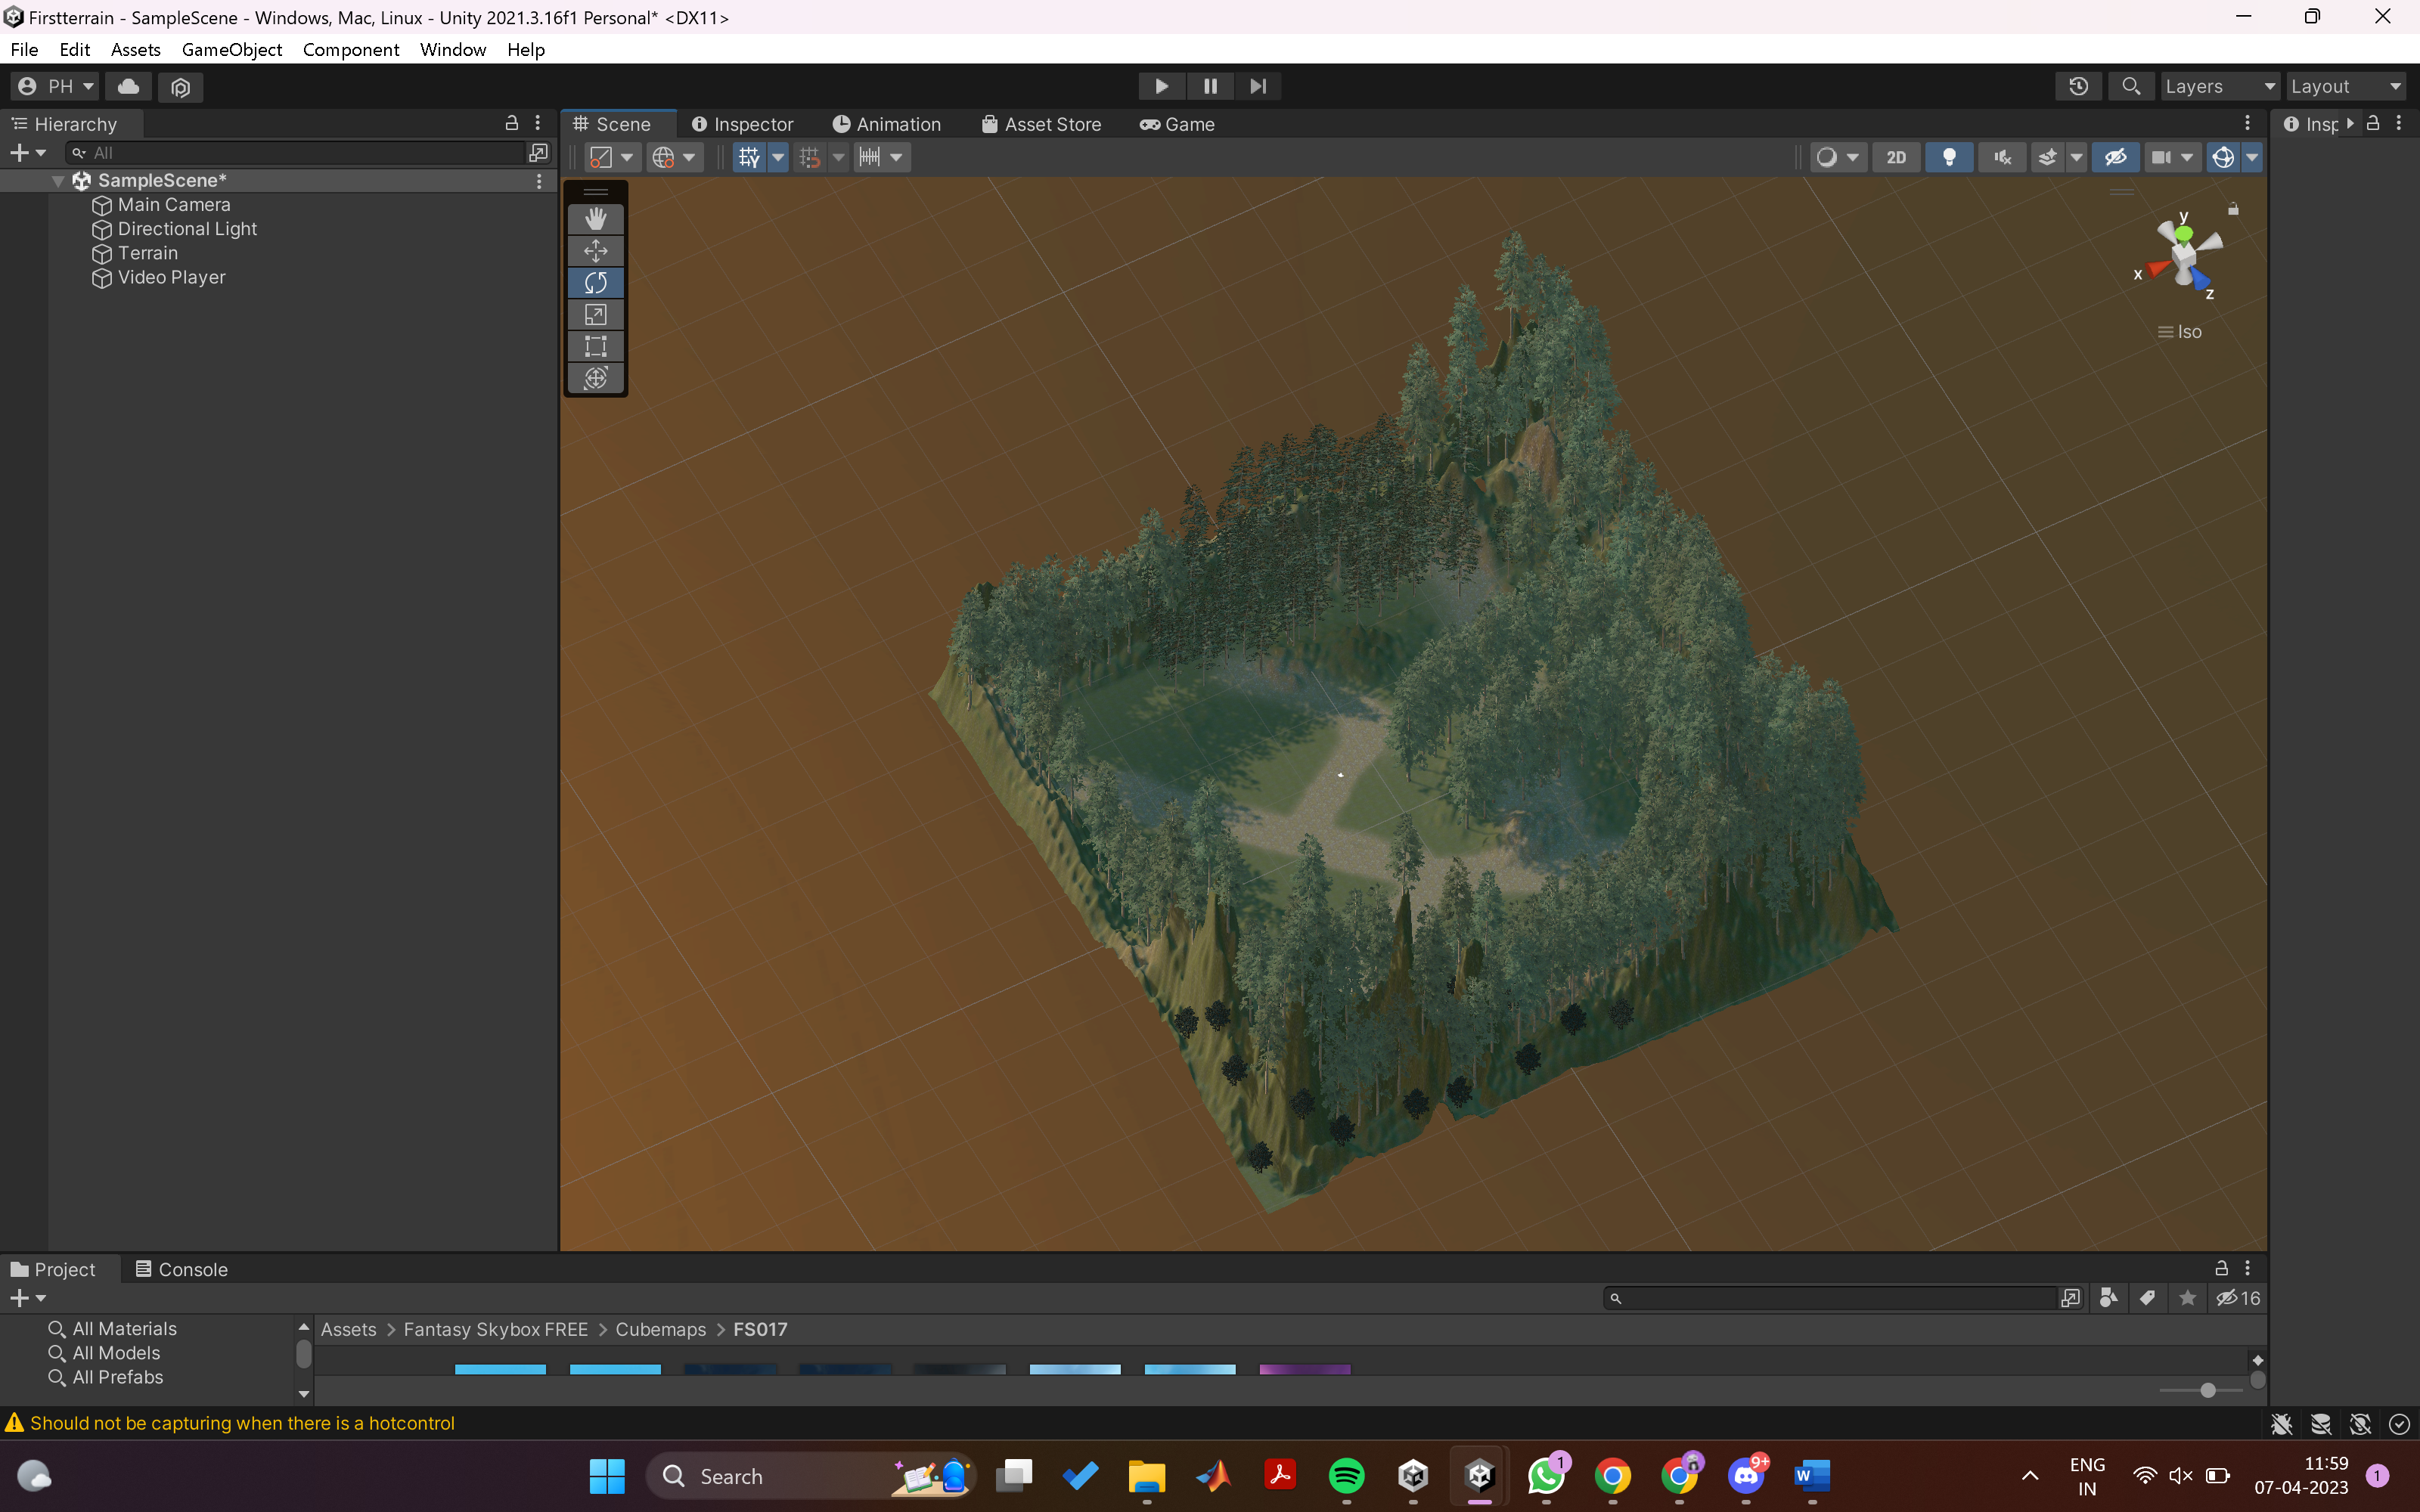 Firstterrain - SampleScene - Windows, Mac, Linux - Unity 2021.3.16f1 Personal* <DX11>
File Edit Assets GameObject Component Window Help
PH Layers Layout
Hierarchy Scene Inspector Animation Asset Store Game Insp
All 2D
SampleScene*
Main Camera
Directional Light
Terrain
Video Player
y
x
z
Iso
Project Console
16
All Materials
All Models
All Prefabs
Assets > Fantasy Skybox FREE > Cubemaps > FS017
Should not be capturing when there is a hotcontrol
Search 1 9+ W
ENG
IN
11:59
07-04-2023
1